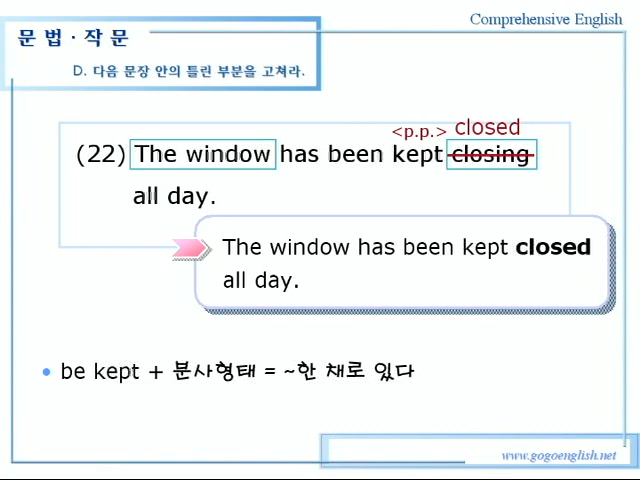 Comprehensive English
문 법 · 작 문
D. 다음 문장 안의 틀린 부분을 고쳐라.
<p.p.> closed
(22) The window has been kept closing
all day.
The window has been kept closed
all day.
• be kept + 분사형태 = ~한 채로 있다
www.gogoenglish.net